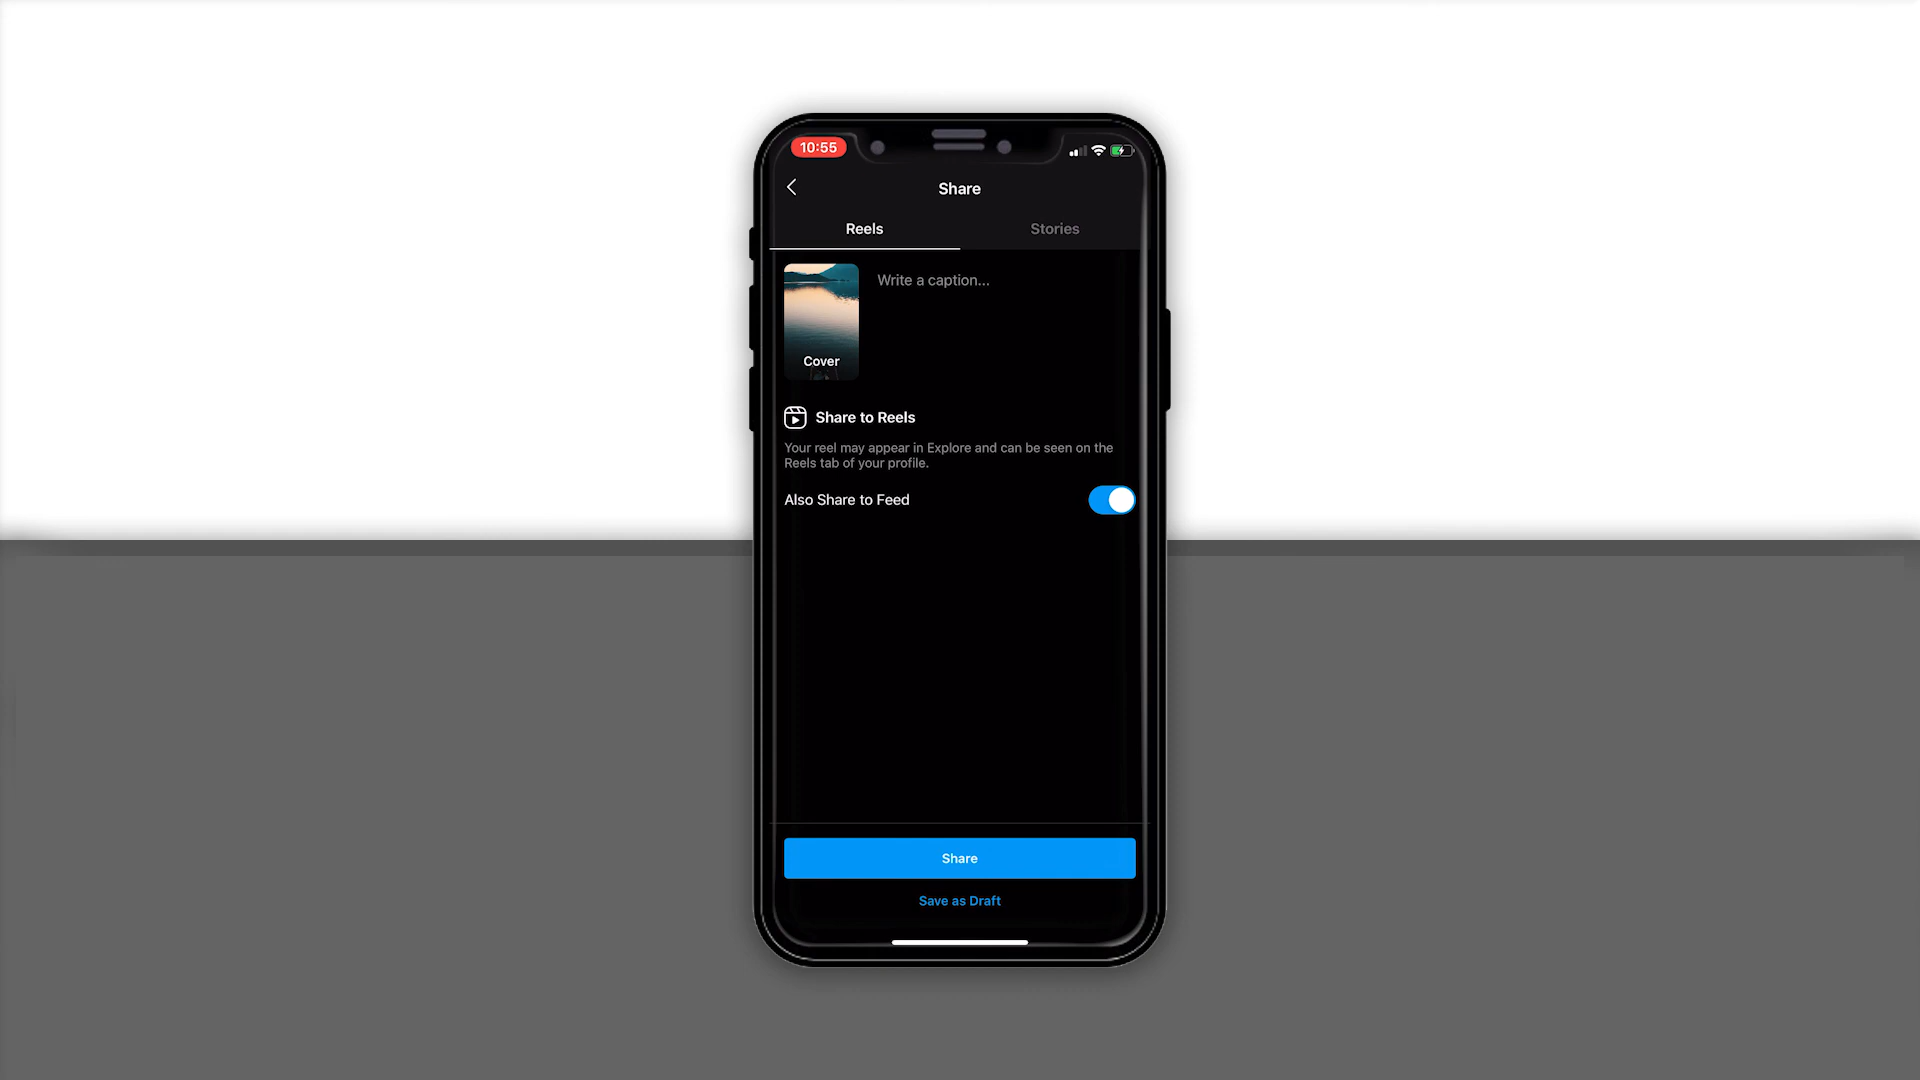 10:55
Share
Reels
Stories
Write a caption...
Cover
Share to Reels
Your reel may appear in Explore and can be seen on the
Reels tab of your profile.
Also Share to Feed
Share
Save as Draft